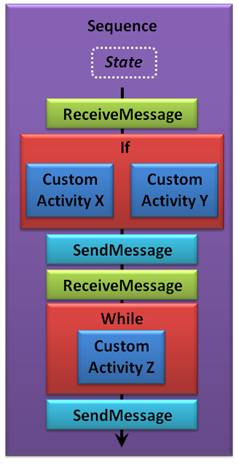 Sequence
State
ReceiveMessage
If
Custom
Activity X
Custom
Activity Y
SendMessage
ReceiveMessage
While
Custom
Activity Z
SendMessage